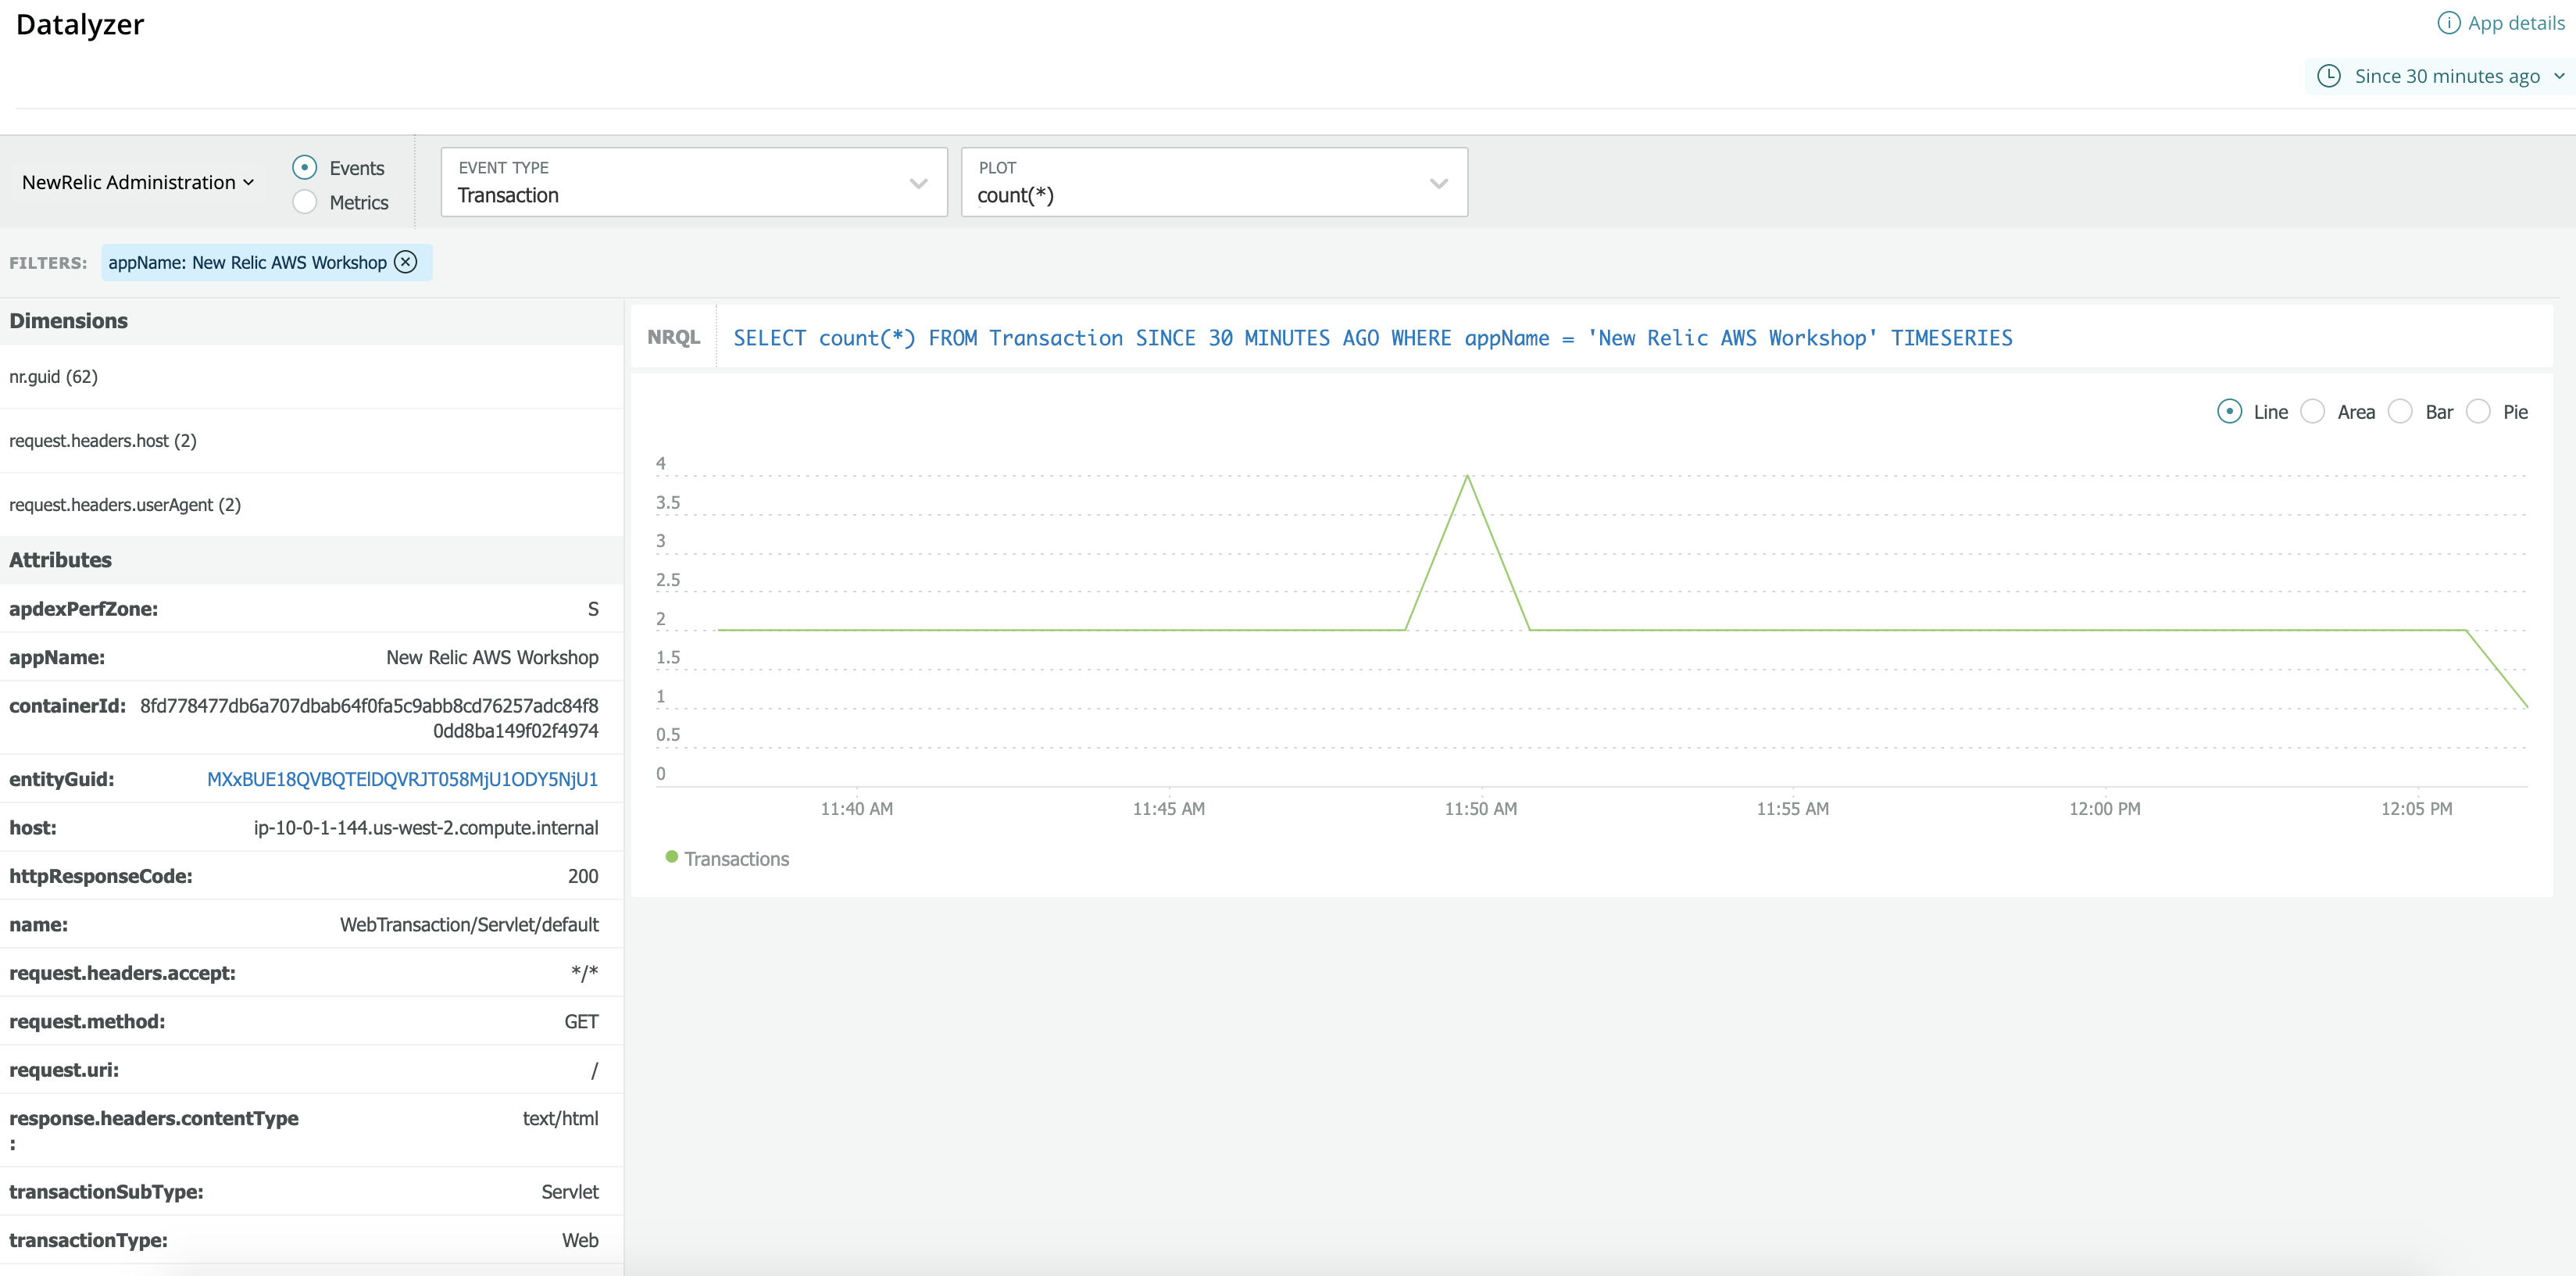 Datalyzer
App details
Since 30 minutes ago
NewRelic Administration
Events
Metrics
EVENT TYPE
Transaction
PLOT
count(*)
FILTERS:
appName: New Relic AWS Workshop
Dimensions
nr.guid (62)
request.headers.host (2)
request.headers.userAgent (2)
Attributes
apdexPerfZone: S
appName: New Relic AWS Workshop
containerId: 8fd778477db6a707dbab64f0fa5c9abb8cd76257adc84f8
0dd8ba149f02f4974
entityGuid: MXxBUE18QVBQTElDQVRJT058MjU1ODY5NjU1
host: ip-10-0-1-144.us-west-2.compute.internal
httpResponseCode: 200
name: WebTransaction/Servlet/default
request.headers.accept: */*
request.method: GET
request.uri: /
response.headers.contentType text/html
:
transactionSubType: Servlet
transactionType: Web
NRQL
SELECT count(*) FROM Transaction SINCE 30 MINUTES AGO WHERE appName = 'New Relic AWS Workshop' TIMESERIES
Line Area Bar Pie
4
3.5
3
2.5
2
1.5
1
0.5
0
11:40 AM 11:45 AM 11:50 AM 11:55 AM 12:00 PM 12:05 PM
Transactions